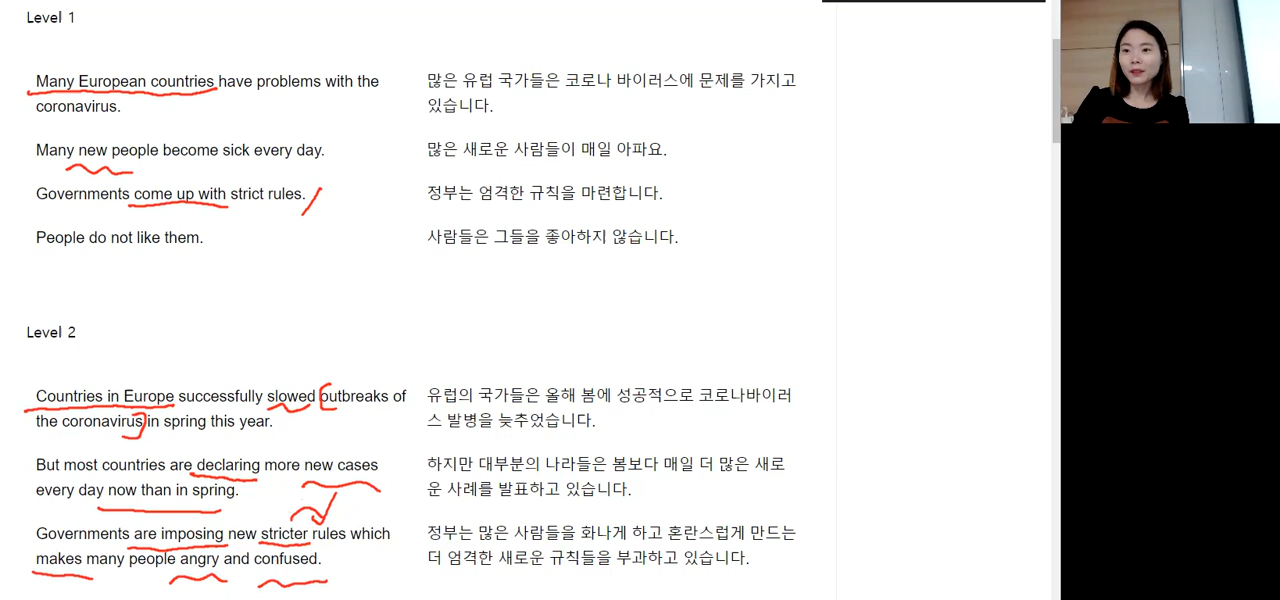 Level 1
Many European countries have problems with the
coronavirus.
많은 유럽 국가들은 코로나 바이러스에 문제를 가지고
있습니다.
Many new people become sick every day.
많은 새로운 사람들이 매일 아파요.
Governments come up with strict rules.
정부는 엄격한 규칙을 마련합니다.
People do not like them.
사람들은 그들을 좋아하지 않습니다.
Level 2
Countries in Europe successfully slowed outbreaks of
the coronavirus in spring this year.
유럽의 국가들은 올해 봄에 성공적으로 코로나바이러
스 발병을 늦추었습니다.
But most countries are declaring more new cases
every day now than in spring.
하지만 대부분의 나라들은 봄보다 매일 더 많은 새로
운 사례를 발표하고 있습니다.
Governments are imposing new stricter rules which
makes many people angry and confused.
정부는 많은 사람들을 화나게 하고 혼란스럽게 만드는
더 엄격한 새로운 규칙들을 부과하고 있습니다.